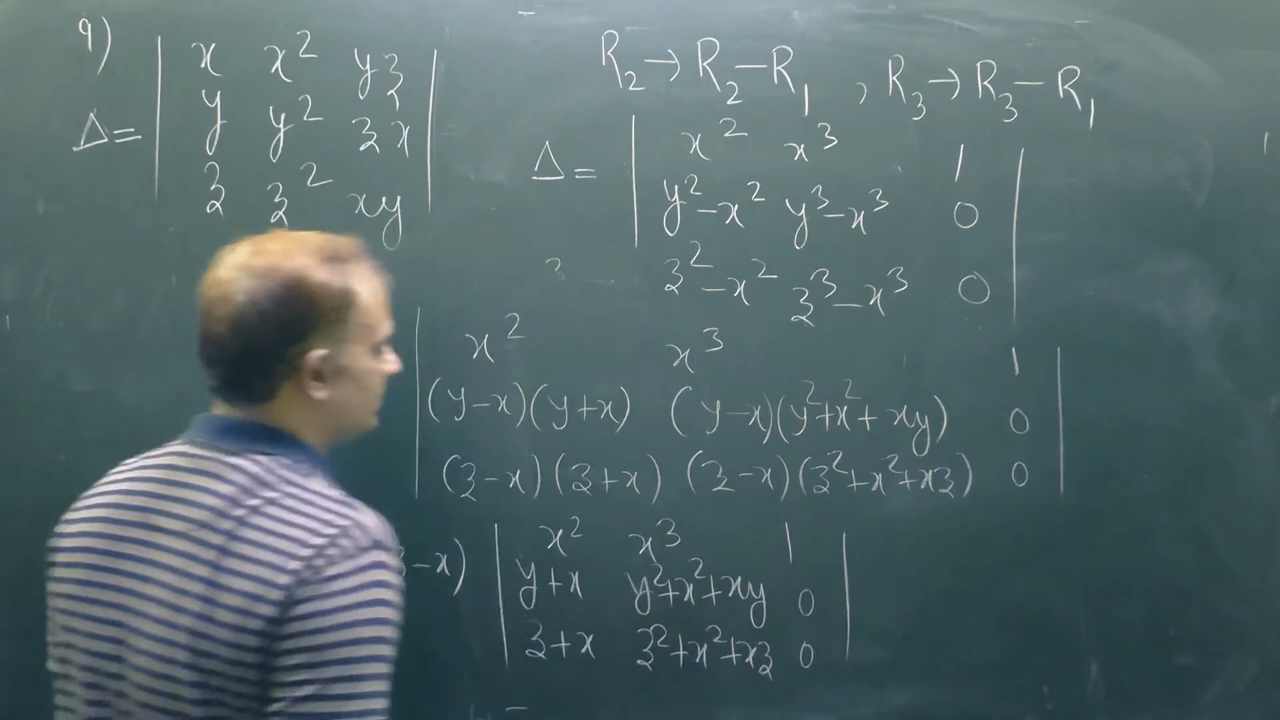 9)
Δ= | x x² yz |
| y y² zx |
| z z² xy |
R₂→R₂-R₁ , R₃→R₃-R₁
Δ= | x² x³ 1 |
| y²-x² y³-x³ 0 |
| z²-x² z³-x³ 0 |
| x² x³ 1 |
| (y-x)(y+x) (y-x)(y²+x²+xy) 0 |
| (z-x)(z+x) (z-x)(z²+x²+xz) 0 |
-x) | x² x³ 1 |
| y+x y²+x²+xy 0 |
| z+x z²+x²+xz 0 |